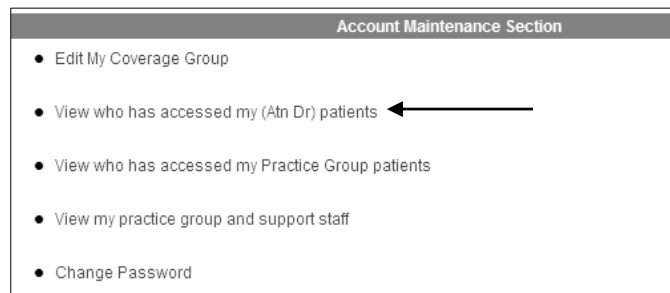 Account Maintenance Section
Edit My Coverage Group
View who has accessed my (Atn Dr) patients
View who has accessed my Practice Group patients
View my practice group and support staff
Change Password